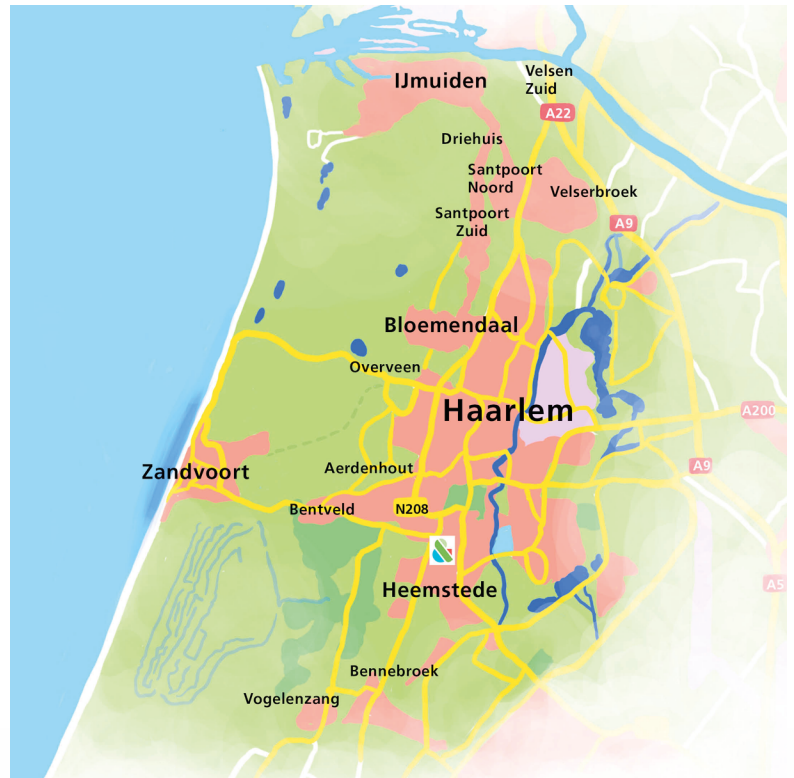 IJmuiden
Velsen
Zuid
A22
Driehuis
Santpoort
Noord
Velserbroek
Santpoort
Zuid
A9
Bloemendaal
Overveen
Haarlem
A200
Zandvoort
Aerdenhout
A9
Bentveld
N208
Heemstede
A5
Bennebroek
Vogelenzang